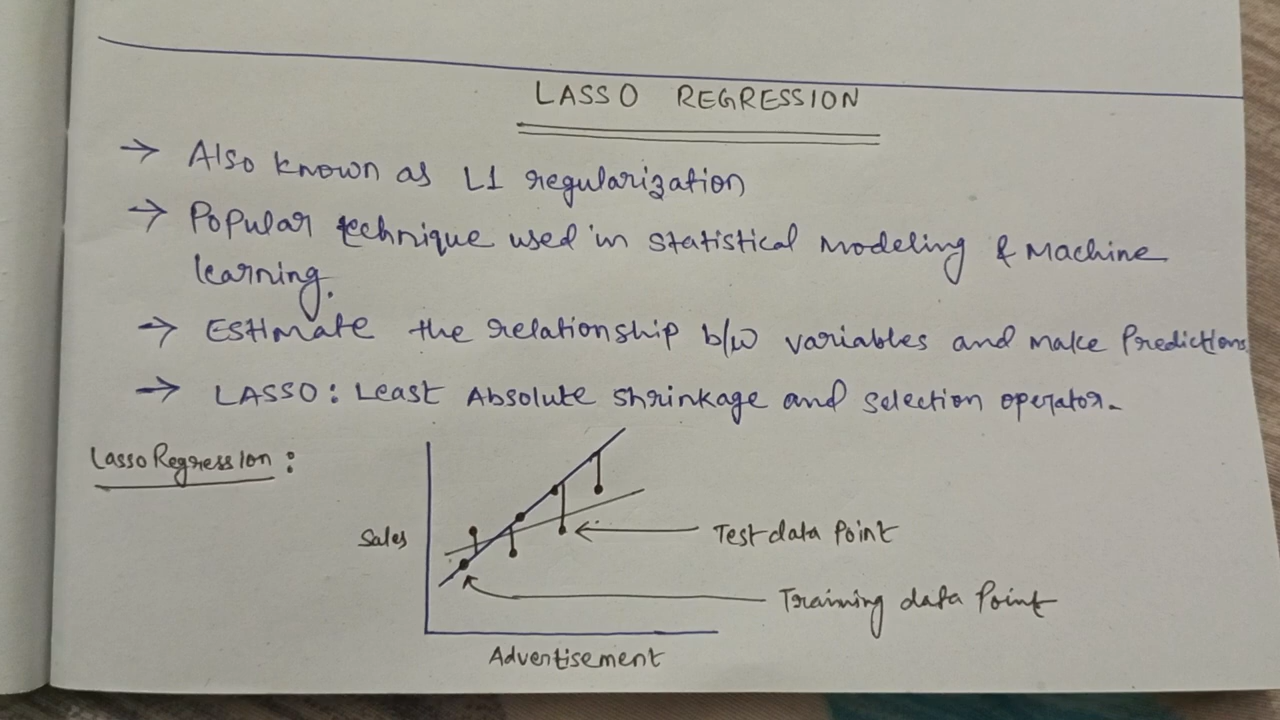 LASSO REGRESSION
→ Also known as L1 regularization
→ Popular technique used in statistical Modeling & Machine
learning.
→ Estimate the relationship b/w variables and make Predictions
→ LASSO: Least Absolute Shrinkage and Selection operator.
Lasso Regression:
Sales
Test data Point
Training data Point
Advertisement